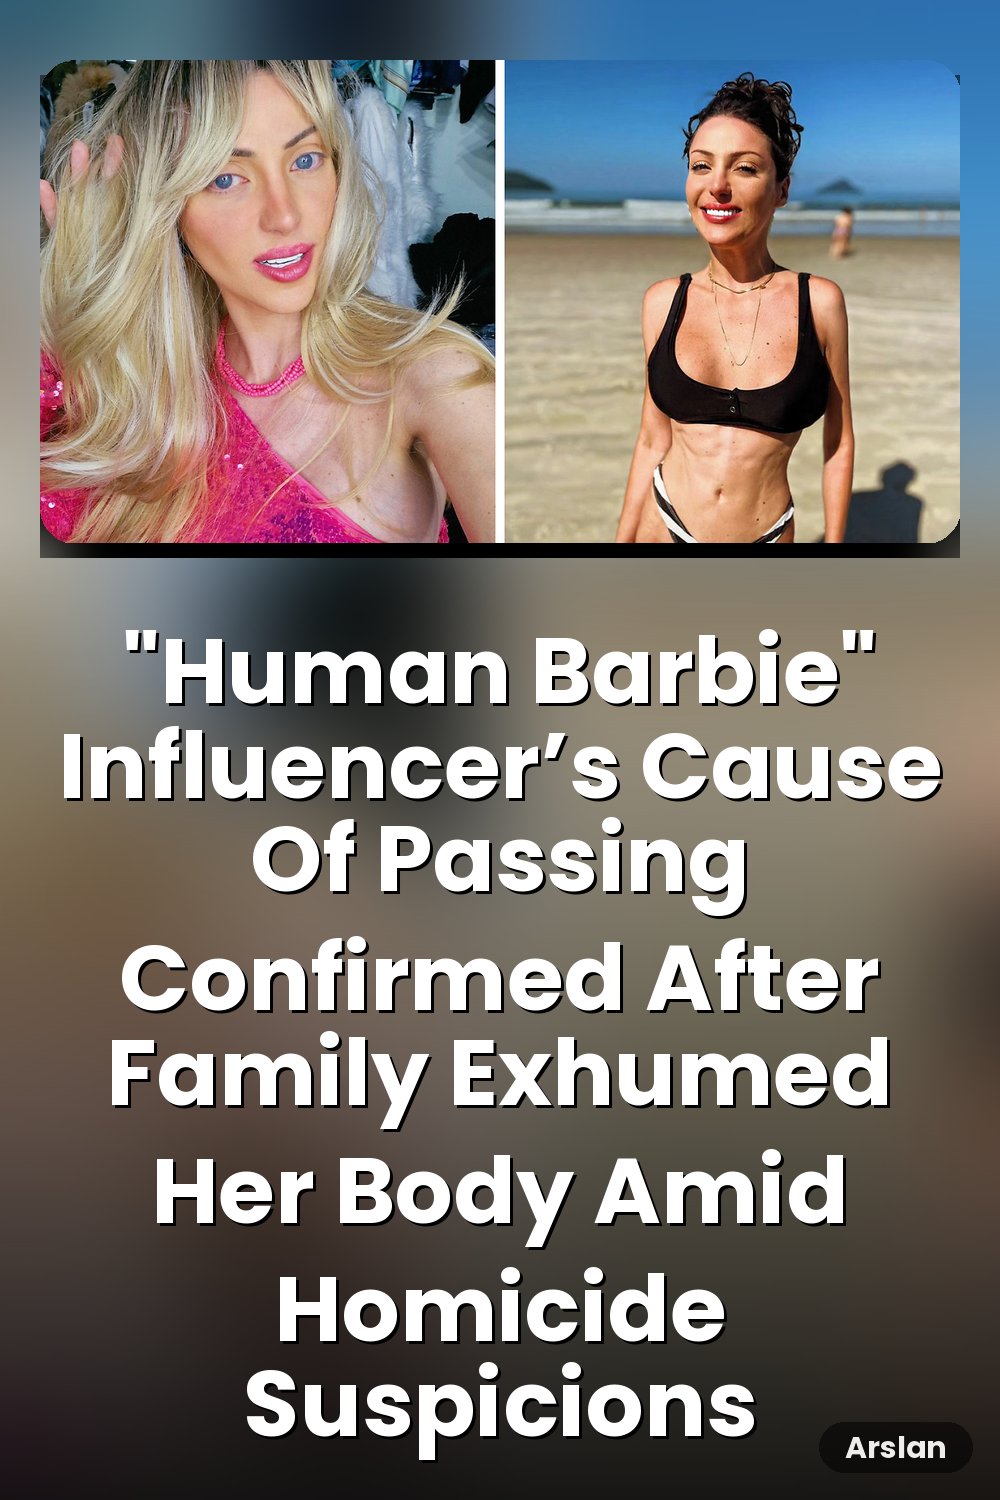 "Human Barbie"
Influencer’s Cause
Of Passing
Confirmed After
Family Exhumed
Her Body Amid
Homicide
Suspicions
Arslan